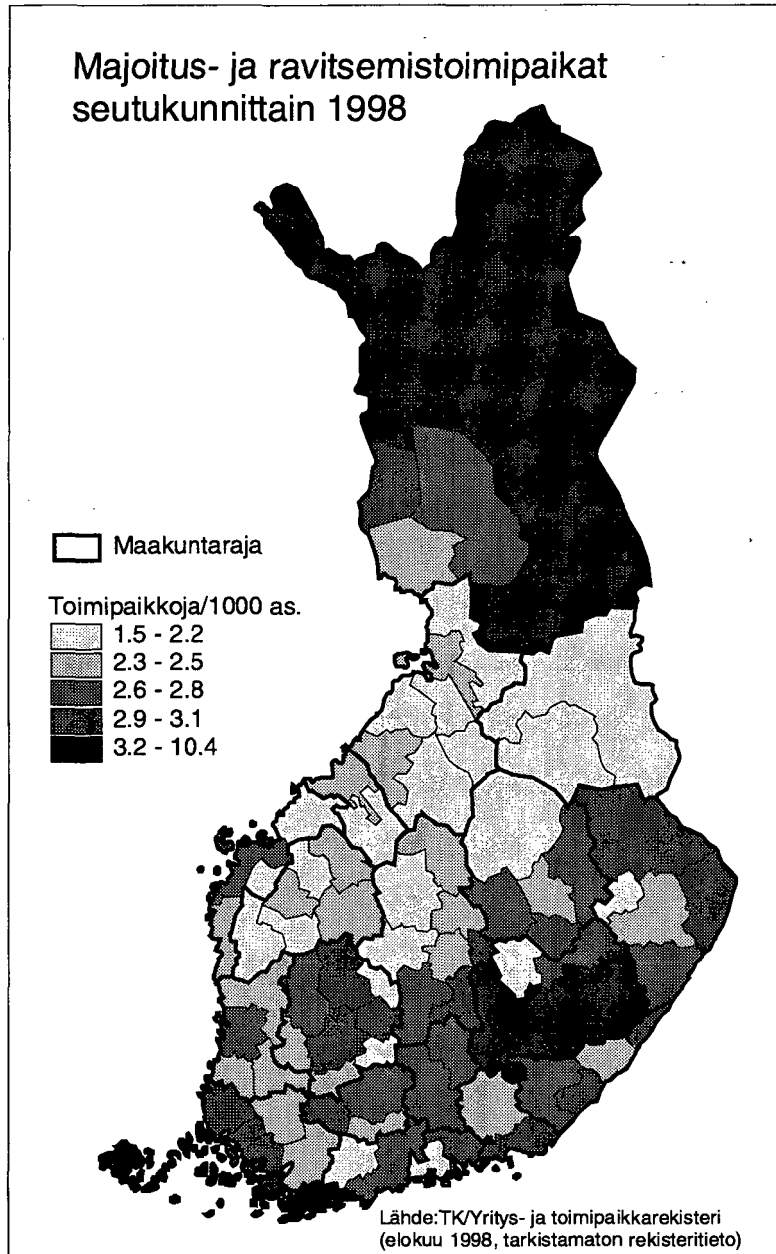 Majoitus- ja ravitsemistoimipaikat
seutukunnittain 1998
Maakuntaraja
Toimipaikkoja/1000 as.
1.5 - 2.2
2.3 - 2.5
2.6 - 2.8
2.9 - 3.1
3.2 - 10.4
Lähde:TK/Yritys- ja toimipaikkarekisteri
(elokuu 1998, tarkistamaton rekisteritieto)